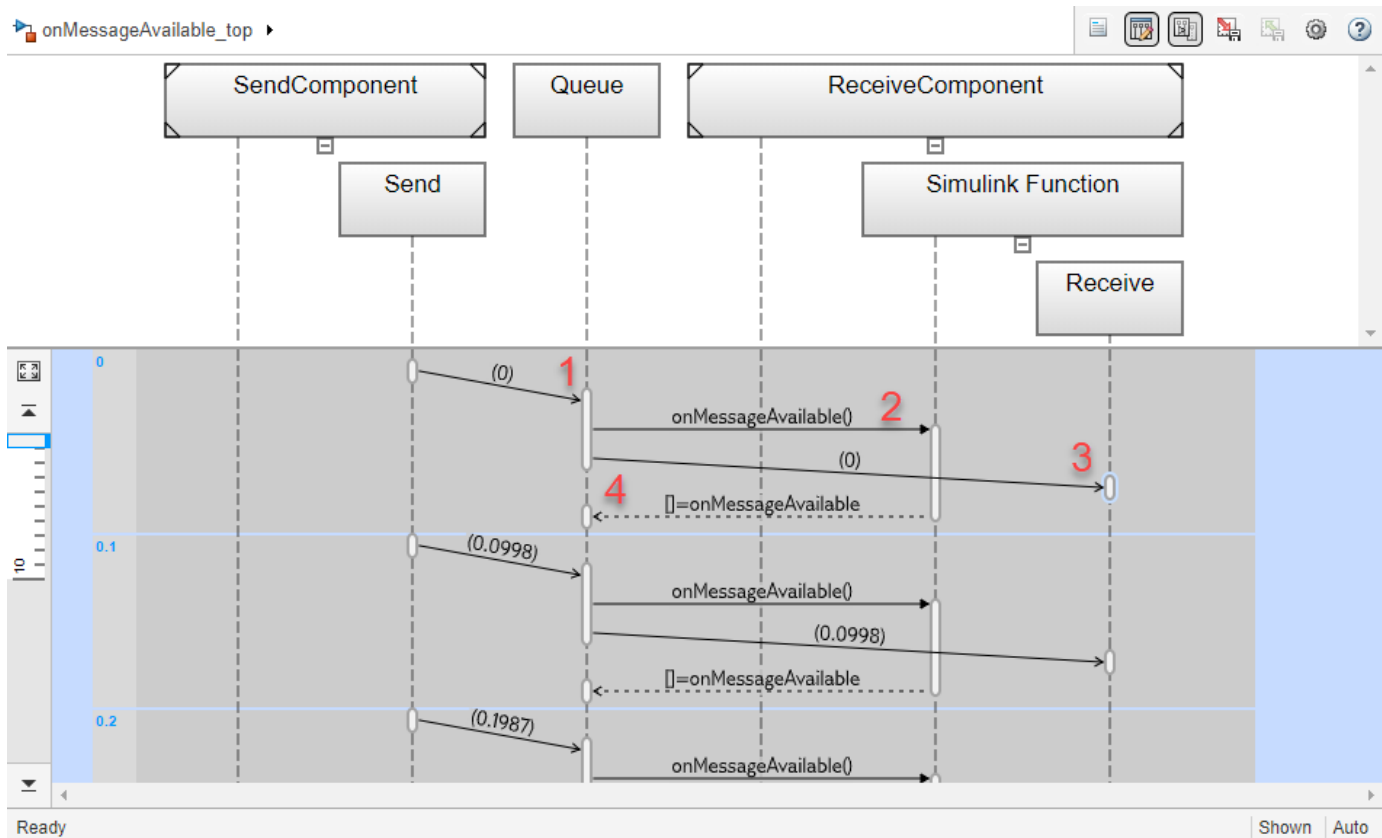 onMessageAvailable_top
SendComponent
Queue
ReceiveComponent
Send
Simulink Function
Receive
0
(0)
1
onMessageAvailable()
2
(0)
3
4
[]=onMessageAvailable
10
0.1
(0.0998)
onMessageAvailable()
(0.0998)
[]=onMessageAvailable
0.2
(0.1987)
onMessageAvailable()
Ready
Shown
Auto